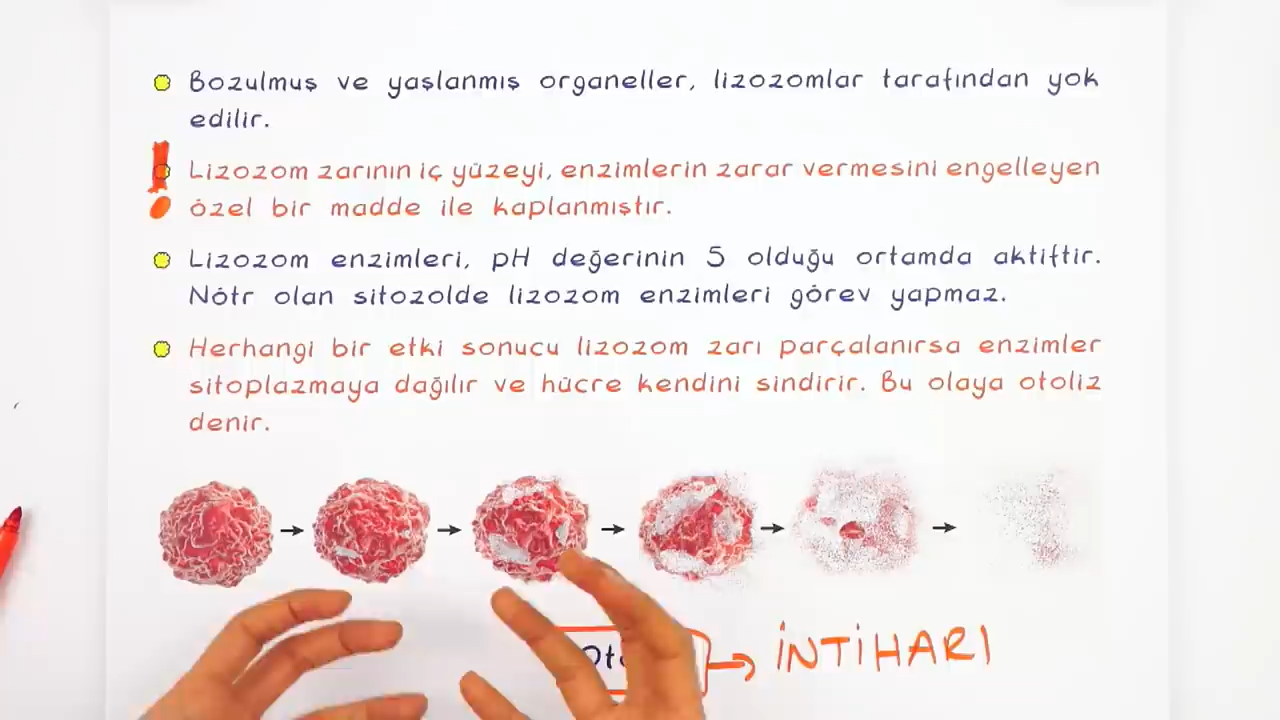 Bozulmuş ve yaşlanmış organeller, lizozomlar tarafından yok
edilir.
Lizozom zarının iç yüzeyi, enzimlerin zarar vermesini engelleyen
özel bir madde ile kaplanmıştır.
Lizozom enzimleri, pH değerinin 5 olduğu ortamda aktiftir.
Nötr olan sitozolde lizozom enzimleri görev yapmaz.
Herhangi bir etki sonucu lizozom zarı parçalanırsa enzimler
sitoplazmaya dağılır ve hücre kendini sindirir. Bu olaya otoliz
denir.
İNTİHARI